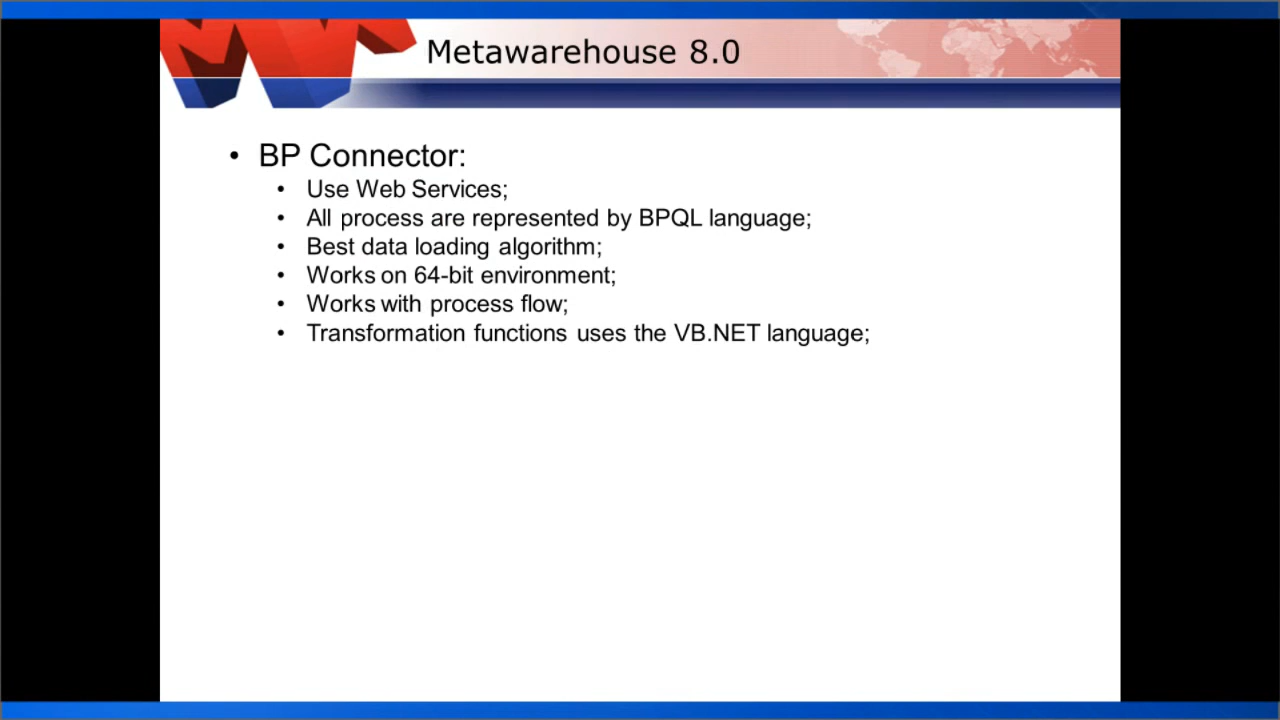 Metawarehouse 8.0
• BP Connector:
• Use Web Services;
• All process are represented by BPQL language;
• Best data loading algorithm;
• Works on 64-bit environment;
• Works with process flow;
• Transformation functions uses the VB.NET language;